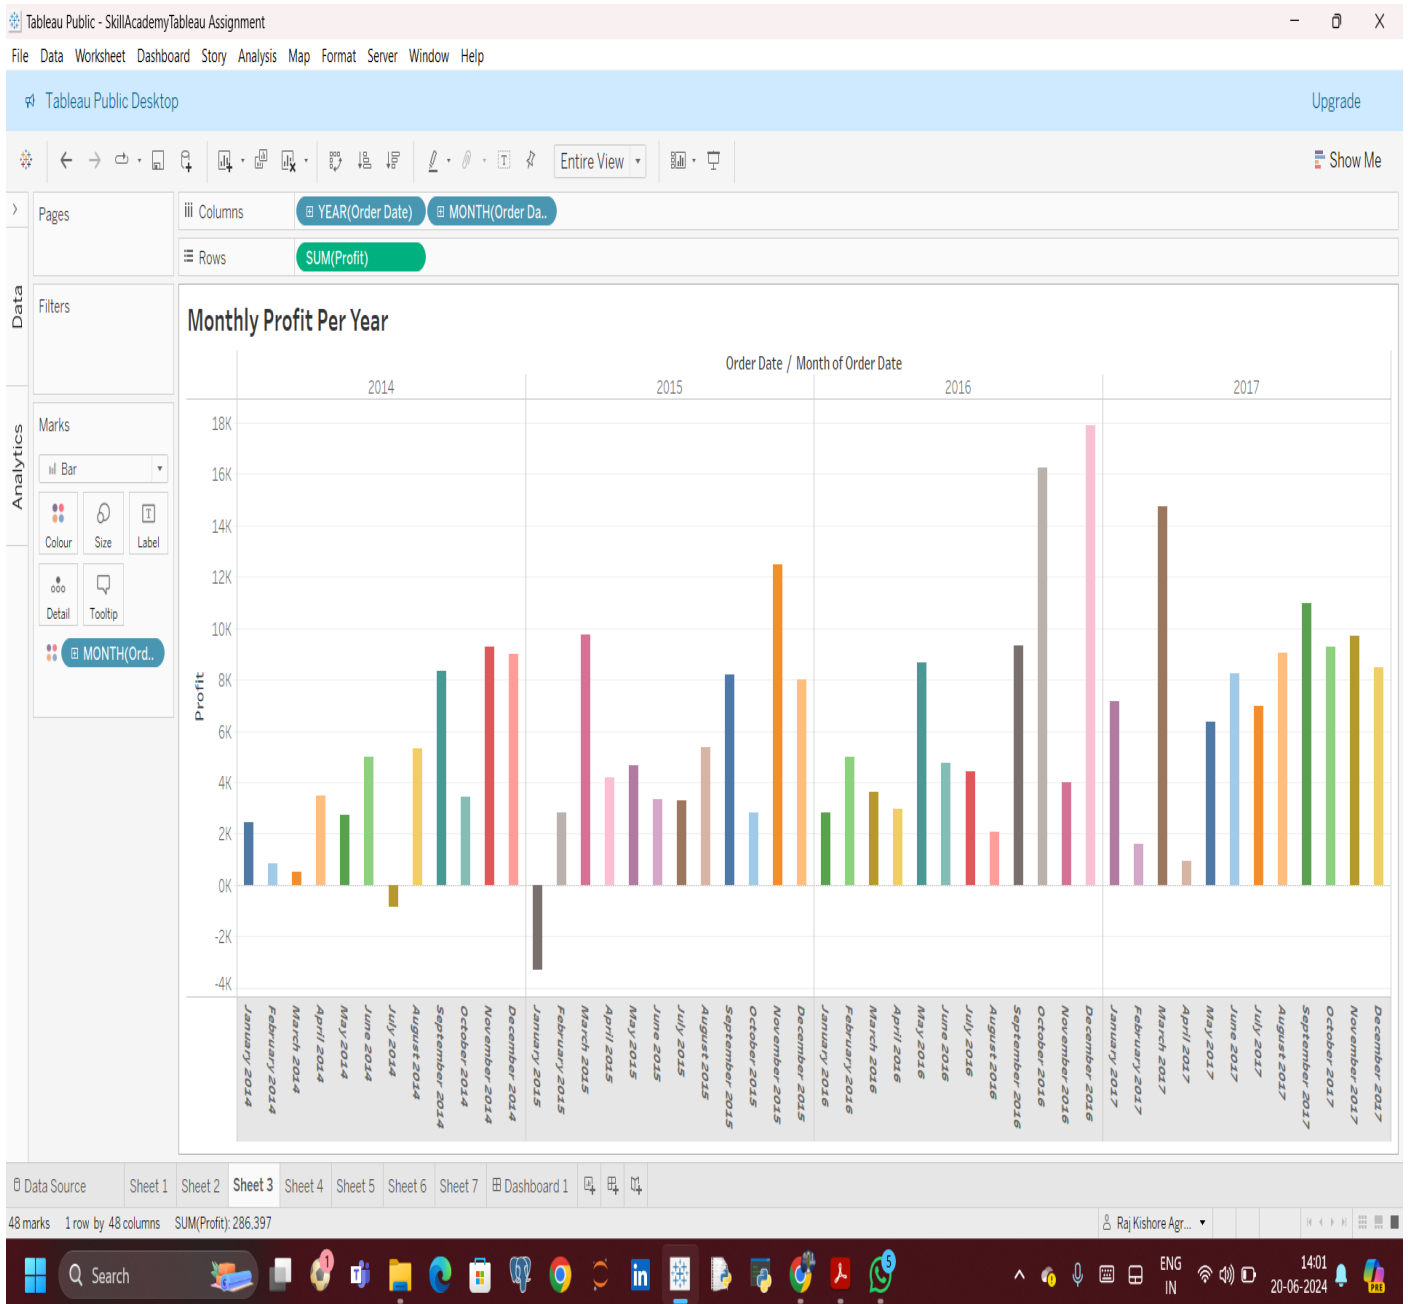 Tableau Public - SkillAcademyTableau Assignment
File Data Worksheet Dashboard Story Analysis Map Format Server Window Help
Tableau Public Desktop Upgrade
Entire View Show Me
Pages
Columns YEAR(Order Date) MONTH(Order Da..
Rows SUM(Profit)
Data
Analytics
Filters
Marks
Bar
Colour Size Label
Detail Tooltip
MONTH(Ord..
Monthly Profit Per Year
Order Date / Month of Order Date
2014 2015 2016 2017
Profit
18K
16K
14K
12K
10K
8K
6K
4K
2K
0K
-2K
-4K
January 2014
February 2014
March 2014
April 2014
May 2014
June 2014
July 2014
August 2014
September 2014
October 2014
November 2014
December 2014
January 2015
February 2015
March 2015
April 2015
May 2015
June 2015
July 2015
August 2015
September 2015
October 2015
November 2015
December 2015
January 2016
February 2016
March 2016
April 2016
May 2016
June 2016
July 2016
August 2016
September 2016
October 2016
November 2016
December 2016
January 2017
February 2017
March 2017
April 2017
May 2017
June 2017
July 2017
August 2017
September 2017
October 2017
November 2017
December 2017
Data Source Sheet 1 Sheet 2 Sheet 3 Sheet 4 Sheet 5 Sheet 6 Sheet 7 Dashboard 1
48 marks 1 row by 48 columns SUM(Profit): 286,397 Raj Kishore Agr...
Search 1 in 5 ENG 14:01
IN 20-06-2024 PRE